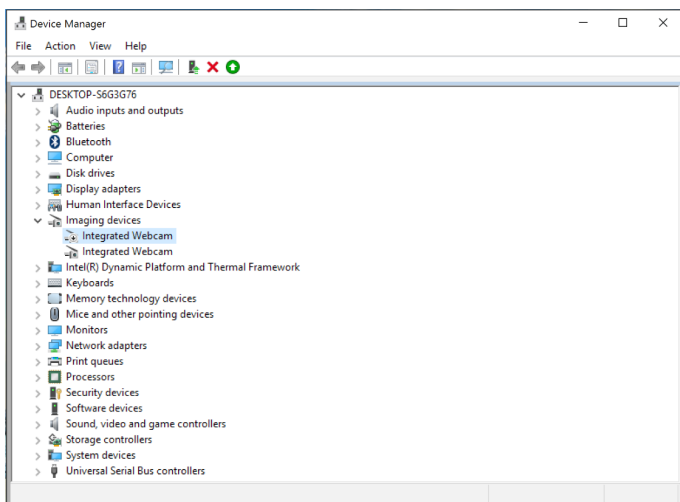 Device Manager
File Action View Help
DESKTOP-S6G3G76
Audio inputs and outputs
Batteries
Bluetooth
Computer
Disk drives
Display adapters
Human Interface Devices
Imaging devices
Integrated Webcam
Integrated Webcam
Intel(R) Dynamic Platform and Thermal Framework
Keyboards
Memory technology devices
Mice and other pointing devices
Monitors
Network adapters
Print queues
Processors
Security devices
Software devices
Sound, video and game controllers
Storage controllers
System devices
Universal Serial Bus controllers